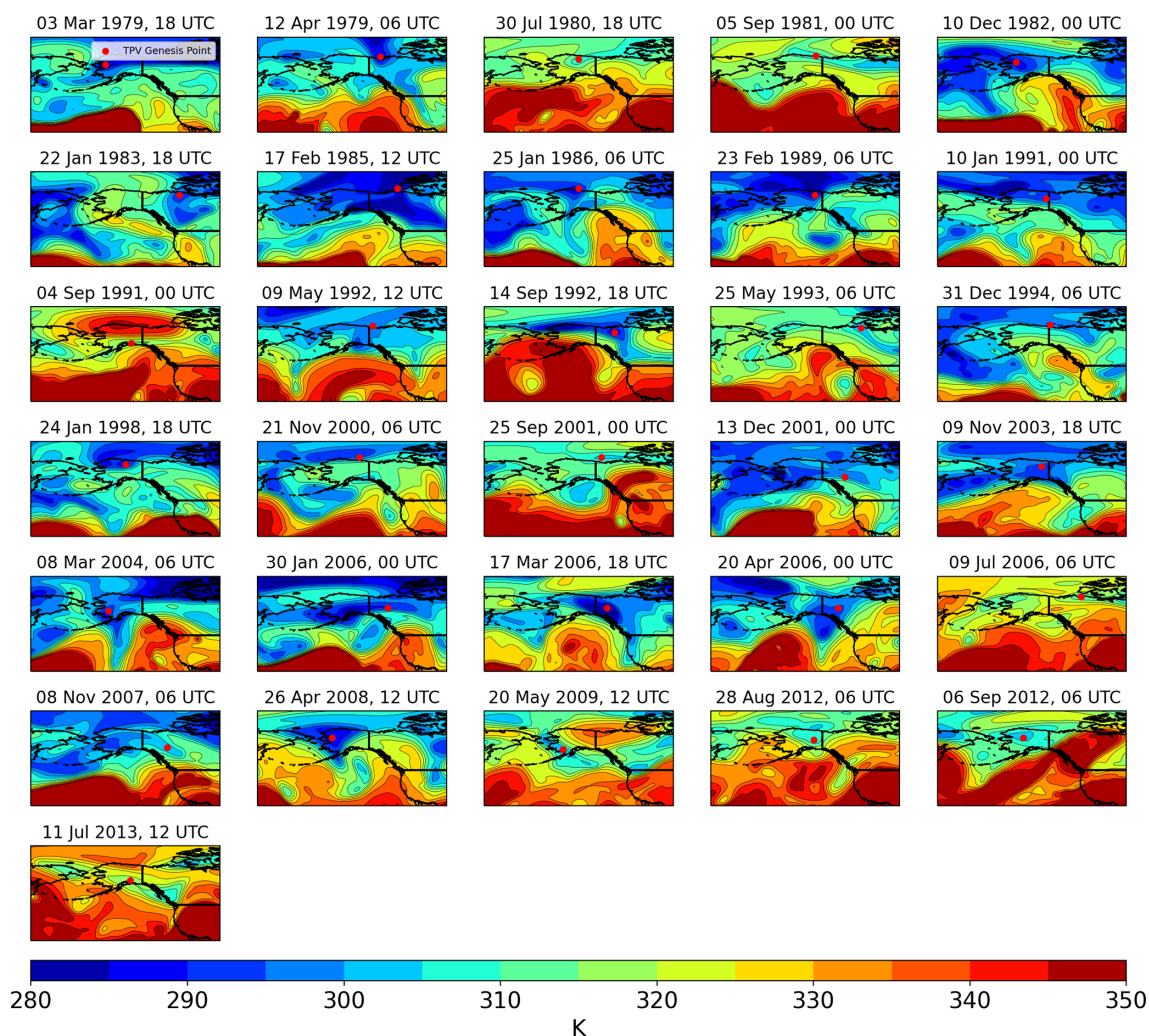 03 Mar 1979, 18 UTC
12 Apr 1979, 06 UTC
30 Jul 1980, 18 UTC
05 Sep 1981, 00 UTC
10 Dec 1982, 00 UTC
TPV Genesis Point
22 Jan 1983, 18 UTC
17 Feb 1985, 12 UTC
25 Jan 1986, 06 UTC
23 Feb 1989, 06 UTC
10 Jan 1991, 00 UTC
04 Sep 1991, 00 UTC
09 May 1992, 12 UTC
14 Sep 1992, 18 UTC
25 May 1993, 06 UTC
31 Dec 1994, 06 UTC
24 Jan 1998, 18 UTC
21 Nov 2000, 06 UTC
25 Sep 2001, 00 UTC
13 Dec 2001, 00 UTC
09 Nov 2003, 18 UTC
08 Mar 2004, 06 UTC
30 Jan 2006, 00 UTC
17 Mar 2006, 18 UTC
20 Apr 2006, 00 UTC
09 Jul 2006, 06 UTC
08 Nov 2007, 06 UTC
26 Apr 2008, 12 UTC
20 May 2009, 12 UTC
28 Aug 2012, 06 UTC
06 Sep 2012, 06 UTC
11 Jul 2013, 12 UTC
280 290 300 310 320 330 340 350
K